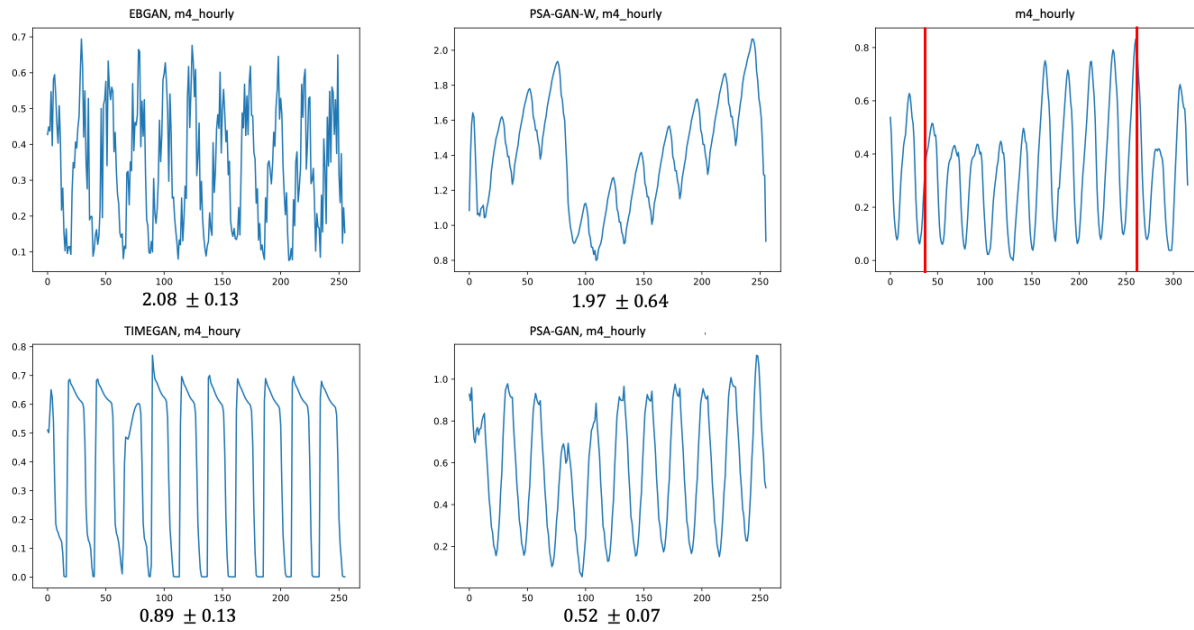 EBGAN, m4_hourly
0.7
0.6
0.5
0.4
0.3
0.2
0.1
0 50 100 150 200 250
2.08 ± 0.13
PSA-GAN-W, m4_hourly
2.0
1.8
1.6
1.4
1.2
1.0
0.8
0 50 100 150 200 250
1.97 ± 0.64
m4_hourly
0.8
0.6
0.4
0.2
0.0
0 50 100 150 200 250 300
TIMEGAN, m4_houry
0.8
0.7
0.6
0.5
0.4
0.3
0.2
0.1
0.0
0 50 100 150 200 250
0.89 ± 0.13
PSA-GAN, m4_hourly
1.0
0.8
0.6
0.4
0.2
0 50 100 150 200 250
0.52 ± 0.07